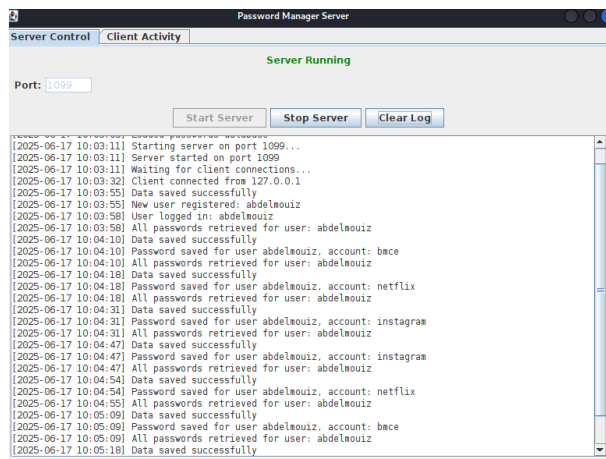 Password Manager Server
Server Control Client Activity
Server Running
Port: 1099
Start Server Stop Server Clear Log
[2025-06-17 10:03:11] Starting server on port 1099...
[2025-06-17 10:03:11] Server started on port 1099
[2025-06-17 10:03:11] Waiting for client connections...
[2025-06-17 10:03:32] Client connected from 127.0.0.1
[2025-06-17 10:03:55] Data saved successfully
[2025-06-17 10:03:55] New user registered: abdelmouiz
[2025-06-17 10:03:58] User logged in: abdelmouiz
[2025-06-17 10:03:58] All passwords retrieved for user: abdelmouiz
[2025-06-17 10:04:10] Data saved successfully
[2025-06-17 10:04:10] Password saved for user abdelmouiz, account: bmce
[2025-06-17 10:04:10] All passwords retrieved for user: abdelmouiz
[2025-06-17 10:04:18] Data saved successfully
[2025-06-17 10:04:18] Password saved for user abdelmouiz, account: netflix
[2025-06-17 10:04:18] All passwords retrieved for user: abdelmouiz
[2025-06-17 10:04:31] Data saved successfully
[2025-06-17 10:04:31] Password saved for user abdelmouiz, account: instagram
[2025-06-17 10:04:31] All passwords retrieved for user: abdelmouiz
[2025-06-17 10:04:47] Data saved successfully
[2025-06-17 10:04:47] Password saved for user abdelmouiz, account: instagram
[2025-06-17 10:04:47] All passwords retrieved for user: abdelmouiz
[2025-06-17 10:04:54] Data saved successfully
[2025-06-17 10:04:54] Password saved for user abdelmouiz, account: netflix
[2025-06-17 10:04:55] All passwords retrieved for user: abdelmouiz
[2025-06-17 10:05:09] Data saved successfully
[2025-06-17 10:05:09] Password saved for user abdelmouiz, account: bmce
[2025-06-17 10:05:09] All passwords retrieved for user: abdelmouiz
[2025-06-17 10:05:18] Data saved successfully